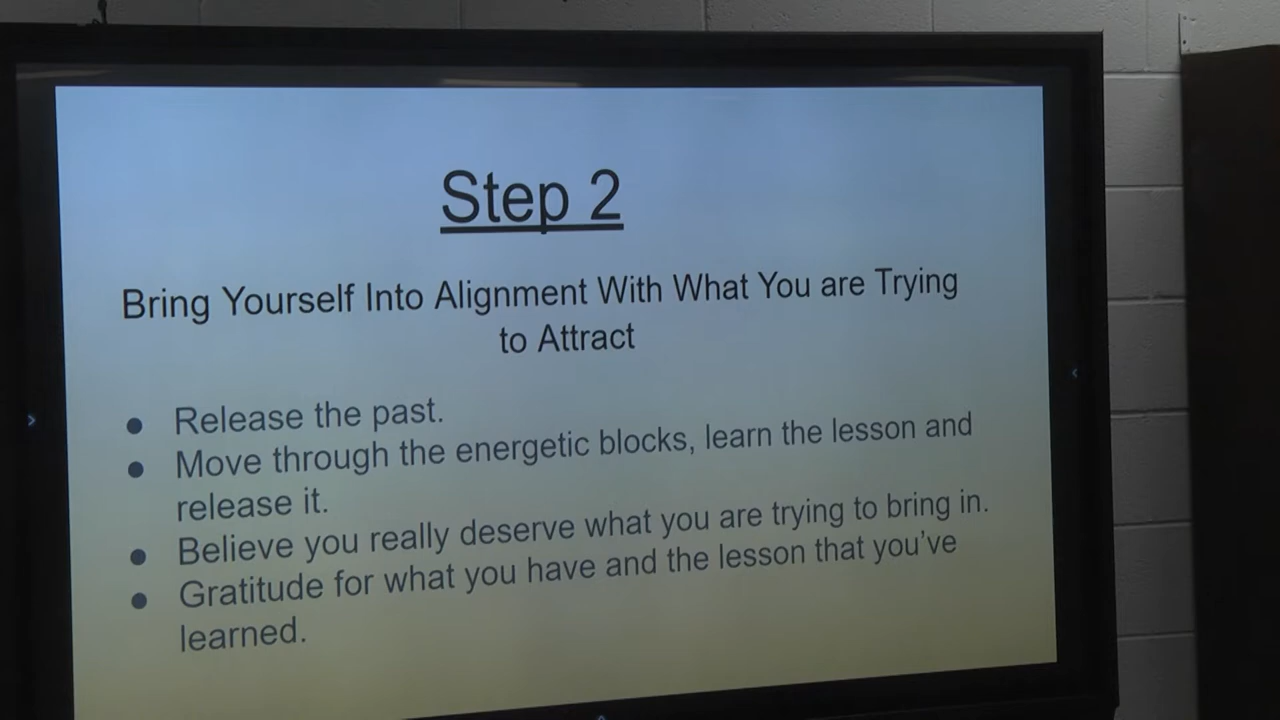 Step 2
Bring Yourself Into Alignment With What You are Trying
to Attract
● Release the past.
● Move through the energetic blocks, learn the lesson and
release it.
● Believe you really deserve what you are trying to bring in.
● Gratitude for what you have and the lesson that you've
learned.